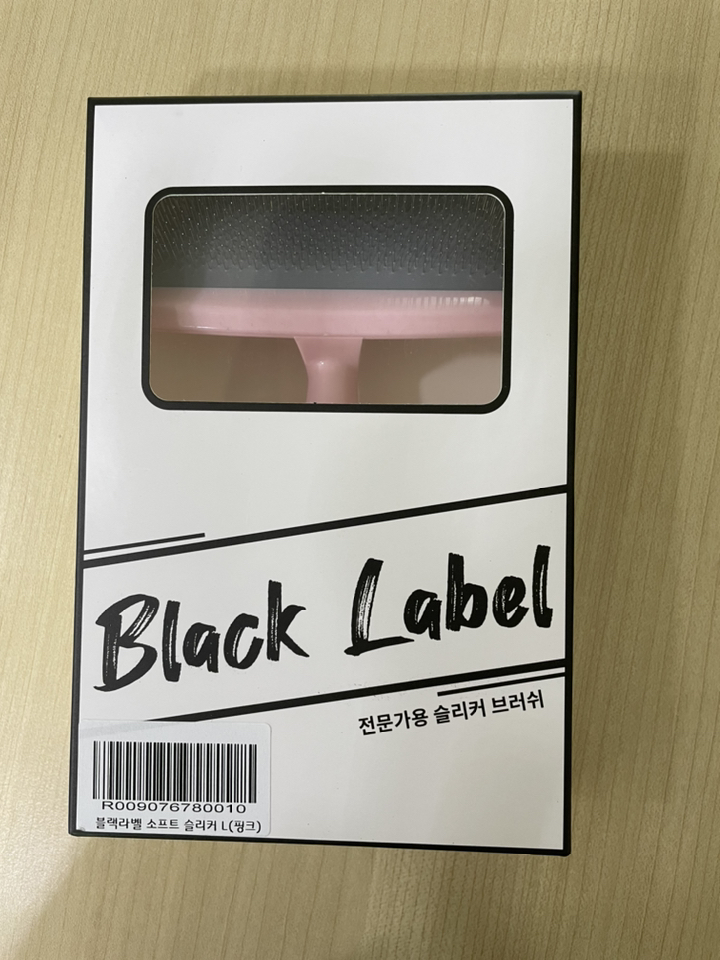 Black Label
전문가용 슬리커 브러쉬
R009076780010
블랙라벨 소프트 슬리커 L(핑크)